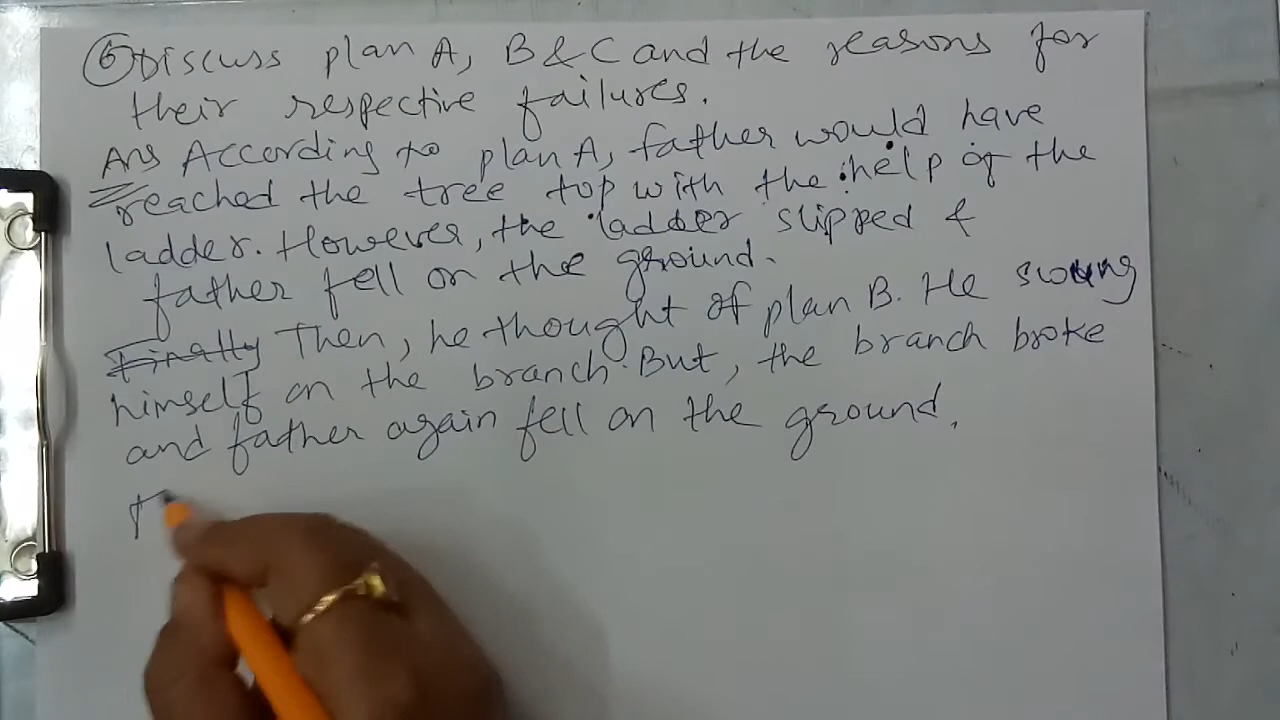 ⑥ Discuss plan A, B & C and the reasons for
their respective failures.
Ans According to plan A, father would have
reached the tree top with the help of the
ladder. However, the ladder slipped &
father fell on the ground.
Finally Then, he thought of plan B. He swung
himself on the branch. But, the branch broke
and father again fell on the ground.